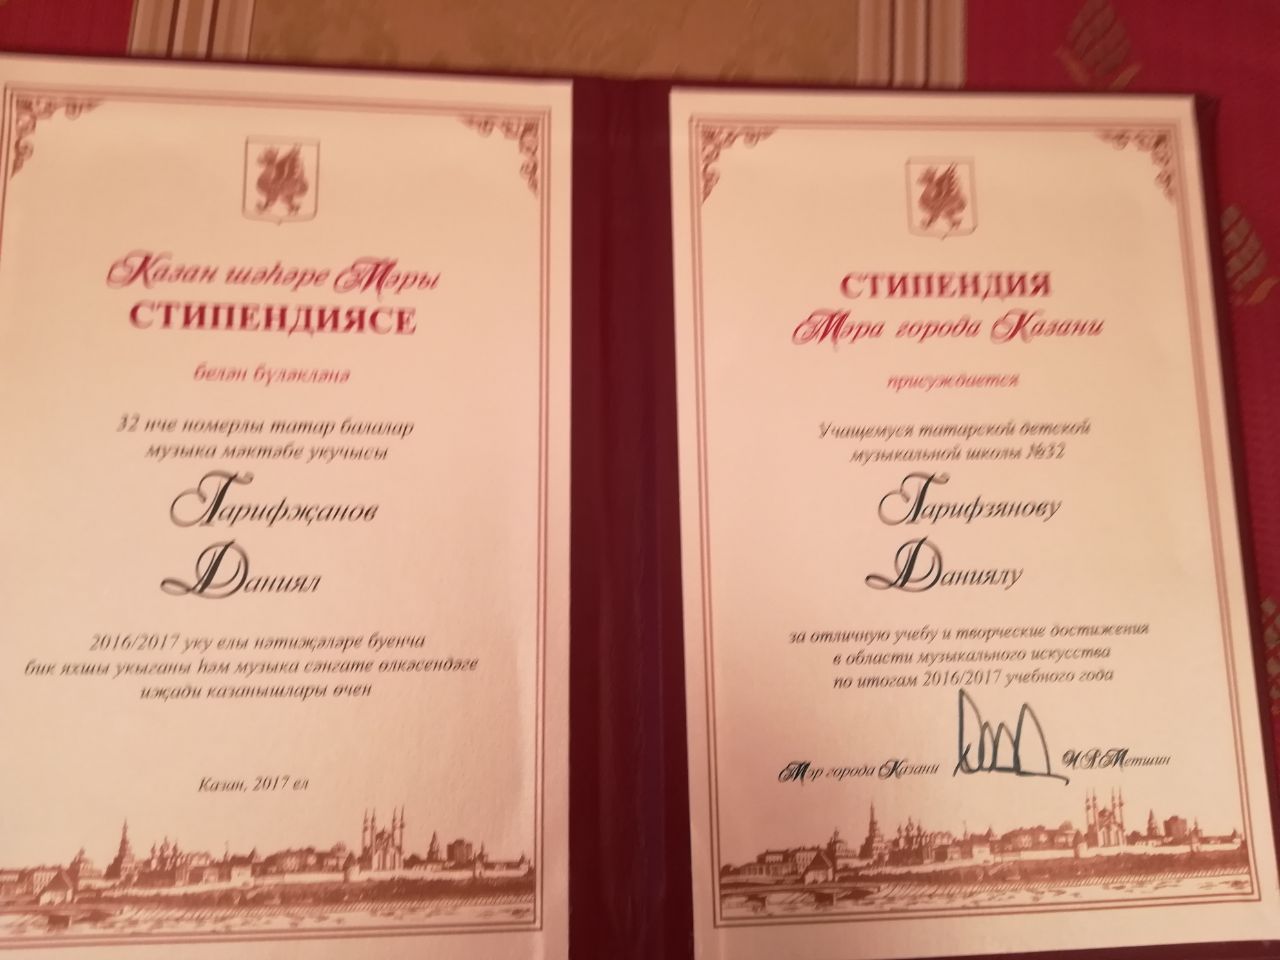 Казан шәһәре Мэры
СТИПЕНДИЯСЕ
белән бүләкләнә
32 нче номерлы татар балалар
музыка мәктәбе укучысы
Гарифҗанов
Даниял
2016/2017 уку елы нәтиҗәләре буенча
бик яхшы укыганы һәм музыка сәнгате өлкәсендәге
иҗади казанышлары өчен
Казан, 2017 ел
СТИПЕНДИЯ
Мэра города Казани
присуждается
Учащемуся татарской детской
музыкальной школы №32
Гарифзянову
Даниялу
за отличную учебу и творческие достижения
в области музыкального искусства
по итогам 2016/2017 учебного года
Мэр города Казани И.Р.Метшин